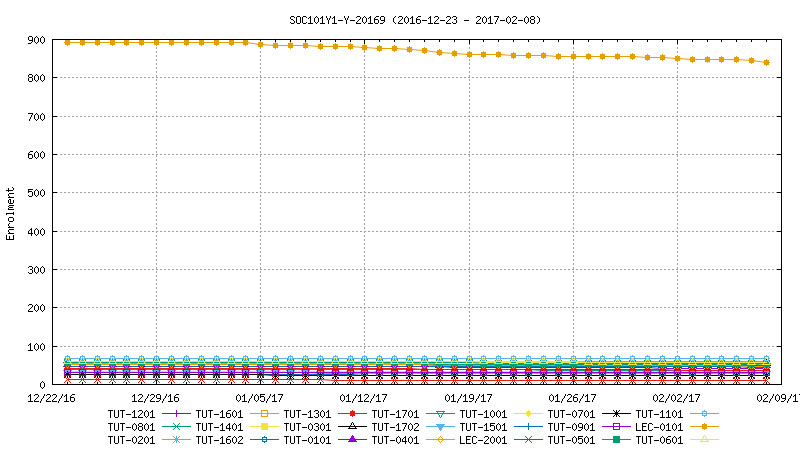 SOC101Y1-Y-20169 (2016-12-23 - 2017-02-08)
900
800
700
600
500
400
300
200
100
0
Enrolment
12/22/16 12/29/16 01/05/17 01/12/17 01/19/17 01/26/17 02/02/17 02/09/1
TUT-1201 TUT-1601 TUT-1301 TUT-1701 TUT-1001 TUT-0701 TUT-1101
TUT-0801 TUT-1401 TUT-0301 TUT-1702 TUT-1501 TUT-0901 LEC-0101
TUT-0201 TUT-1602 TUT-0101 TUT-0401 LEC-2001 TUT-0501 TUT-0601